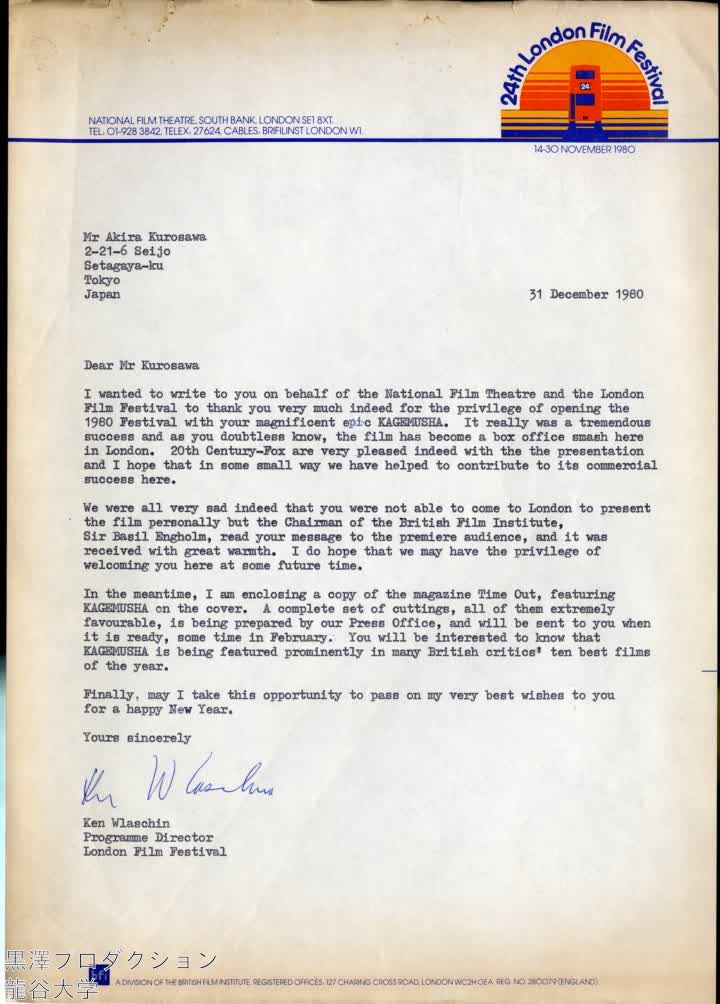 24th London Film Festival
24
NATIONAL FILM THEATRE, SOUTH BANK, LONDON SE1 8XT.
TEL: 01-928 3842, TELEX: 27624, CABLES: BRIFILINST LONDON W1.
14-30 NOVEMBER 1980
Mr Akira Kurosawa
2-21-6 Seijo
Setagaya-ku
Tokyo
Japan
31 December 1980
Dear Mr Kurosawa
I wanted to write to you on behalf of the National Film Theatre and the London
Film Festival to thank you very much indeed for the privilege of opening the
1980 Festival with your magnificent epic KAGEMUSHA. It really was a tremendous
success and as you doubtless know, the film has become a box office smash here
in London. 20th Century-Fox are very pleased indeed with the the presentation
and I hope that in some small way we have helped to contribute to its commercial
success here.
We were all very sad indeed that you were not able to come to London to present
the film personally but the Chairman of the British Film Institute,
Sir Basil Engholm, read your message to the premiere audience, and it was
received with great warmth. I do hope that we may have the privilege of
welcoming you here at some future time.
In the meantime, I am enclosing a copy of the magazine Time Out, featuring
KAGEMUSHA on the cover. A complete set of cuttings, all of them extremely
favourable, is being prepared by our Press Office, and will be sent to you when
it is ready, some time in February. You will be interested to know that
KAGEMUSHA is being featured prominently in many British critics' ten best films
of the year.
Finally, may I take this opportunity to pass on my very best wishes to you
for a happy New Year.
Yours sincerely
Ken Wlaschin
Ken Wlaschin
Programme Director
London Film Festival
黒澤プロダクション
龍谷大学
bfi
A DIVISION OF THE BRITISH FILM INSTITUTE. REGISTERED OFFICES: 127 CHARING CROSS ROAD, LONDON WC2H 0EA. REG. NO. 280079 (ENGLAND)